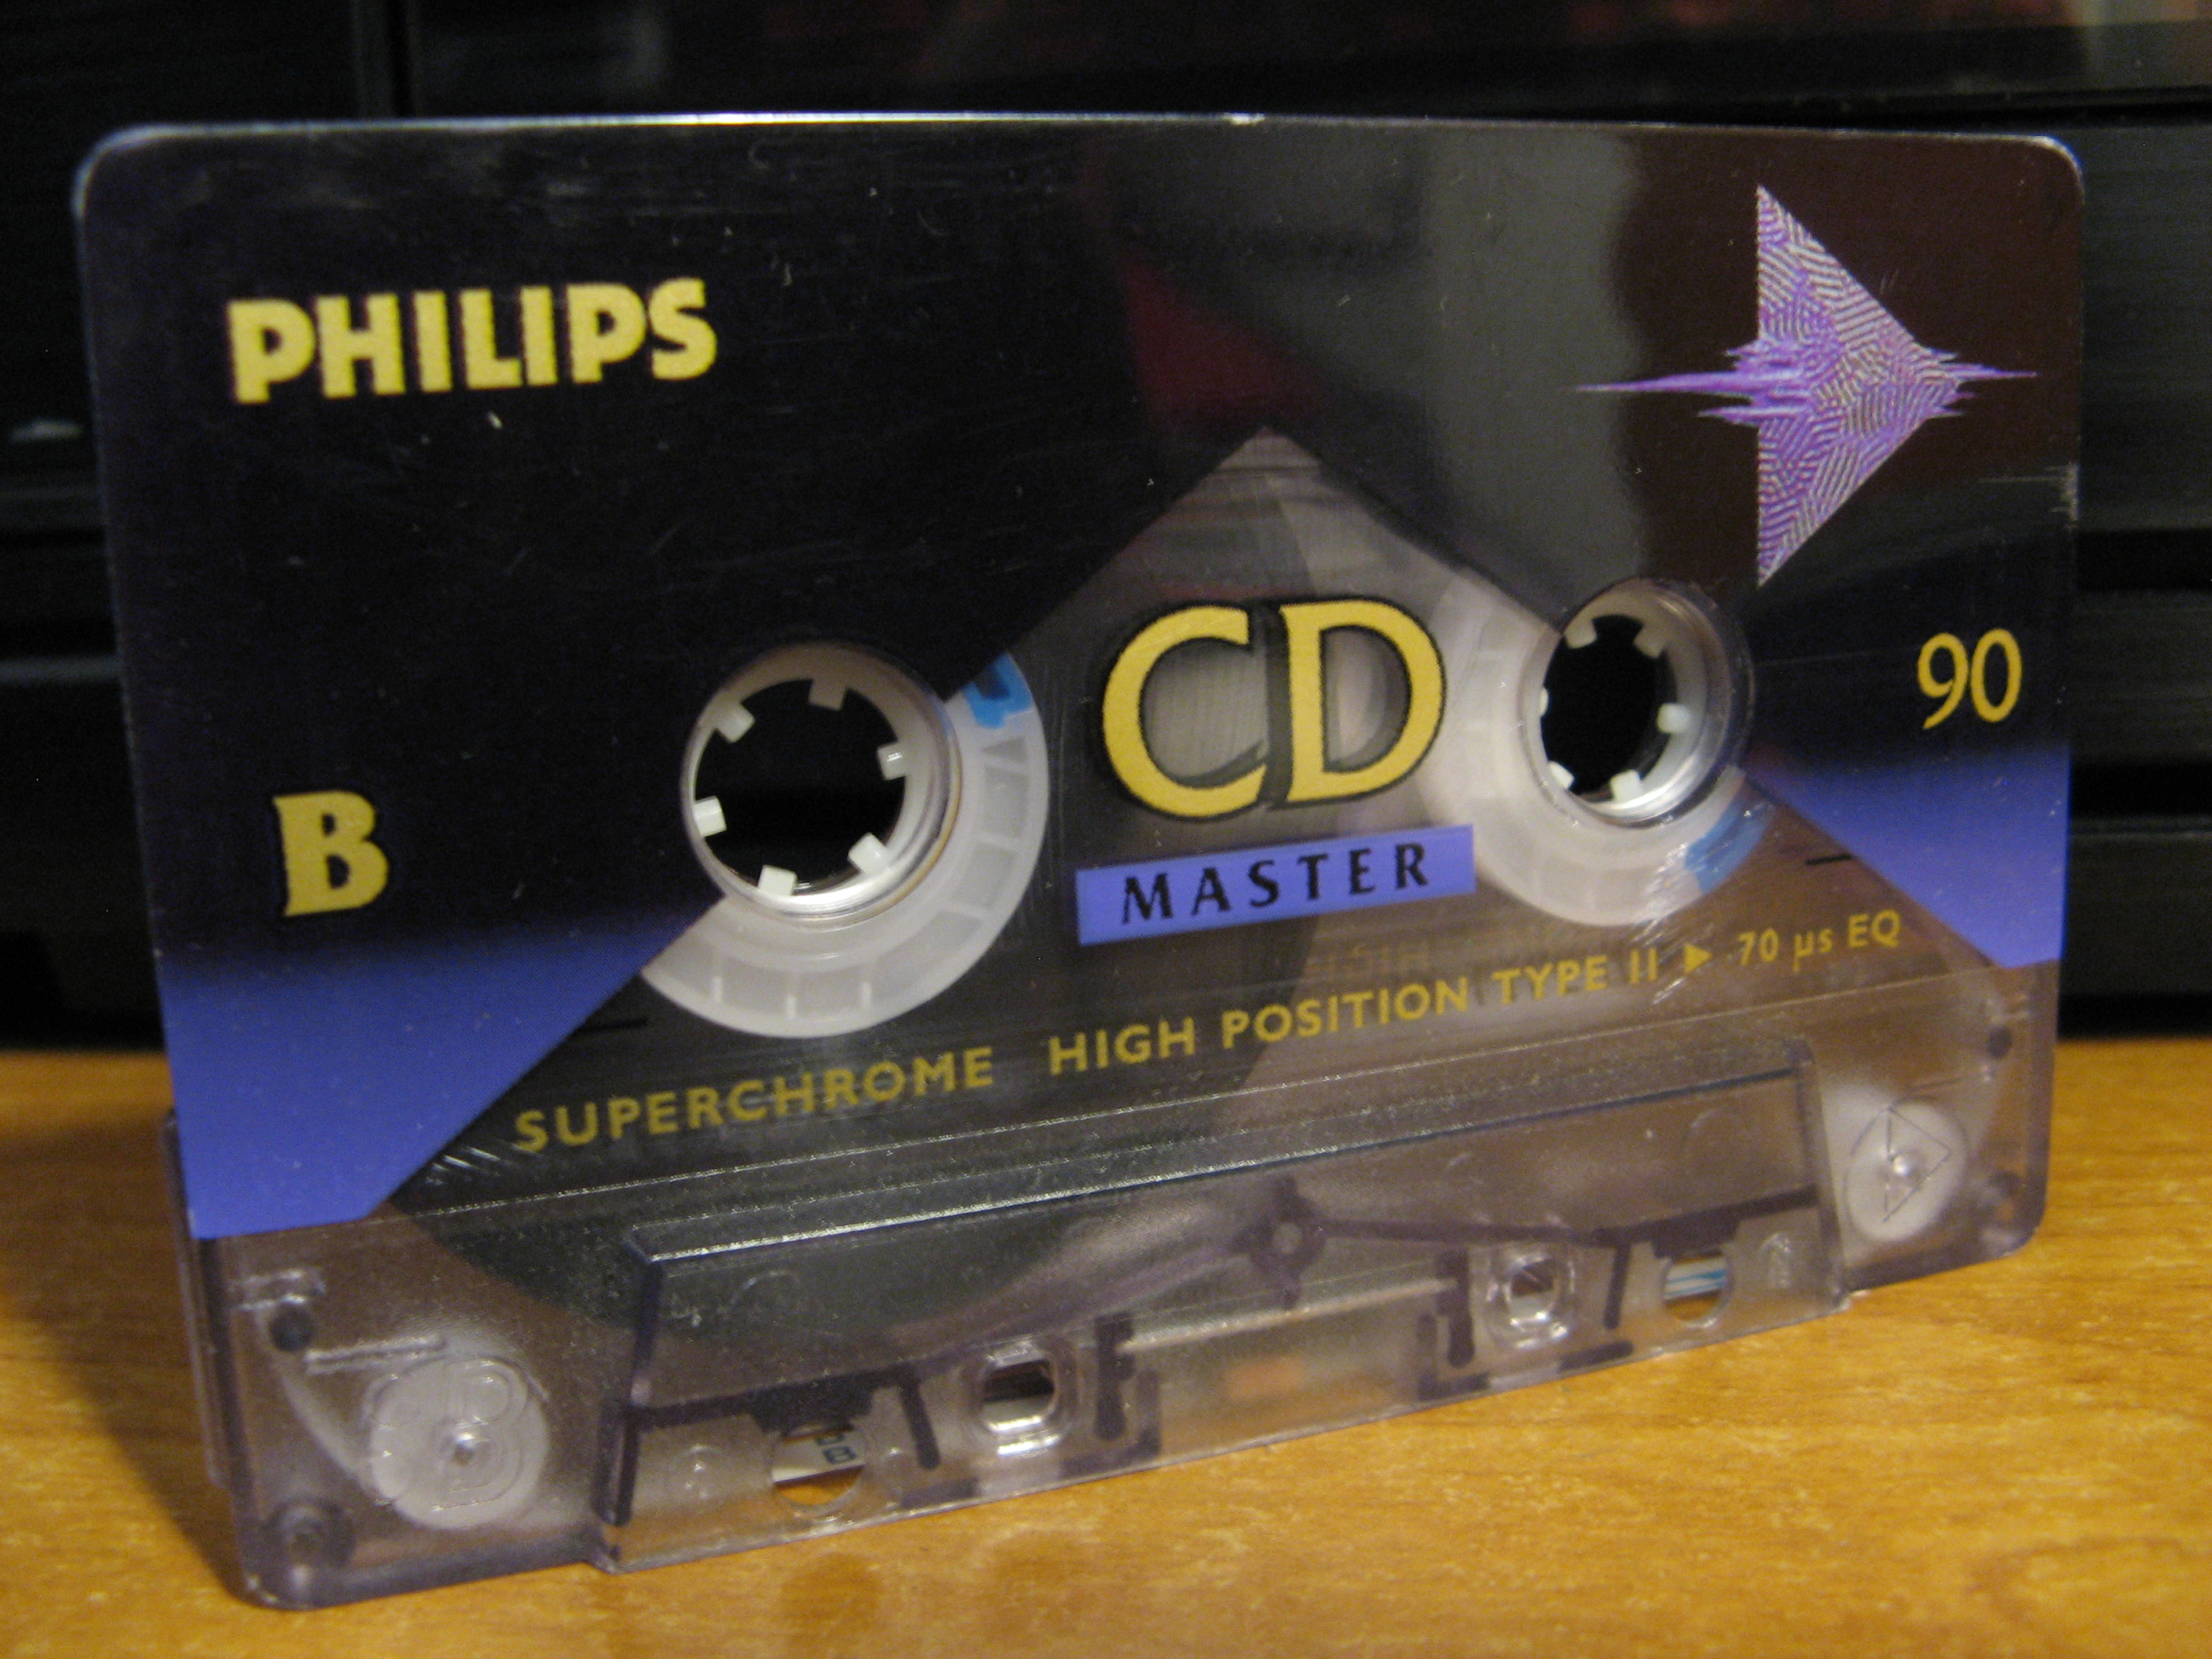 PHILIPS
CD
90
B
MASTER
SUPERCHROME HIGH POSITION TYPE II ▶ 70 µs EQ